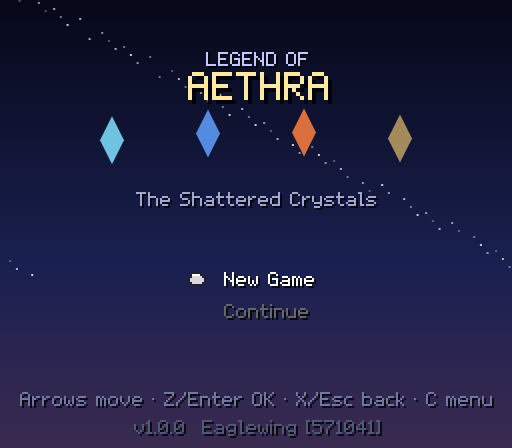 LEGEND OF
AETHRA
The Shattered Crystals
New Game
Continue
Arrows move · Z/Enter OK · X/Esc back · C menu
v1.0.0 Eaglewing [571041]